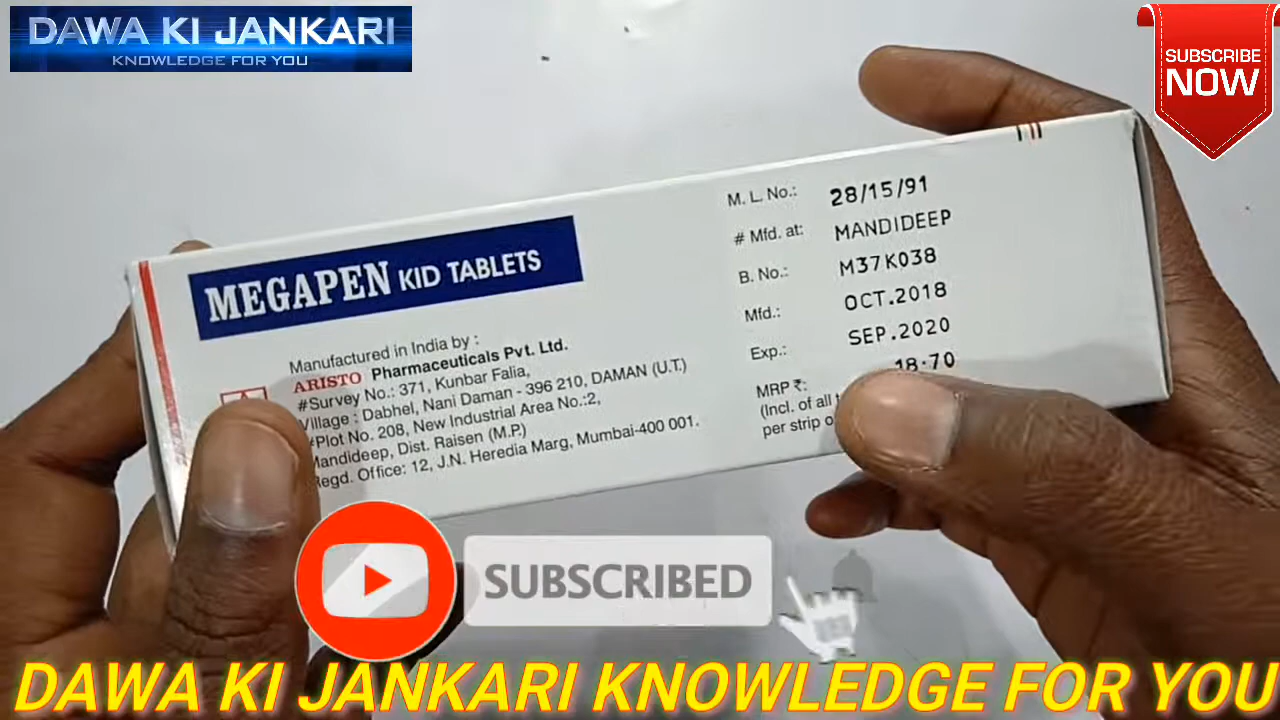 DAWA KI JANKARI
KNOWLEDGE FOR YOU
SUBSCRIBE
NOW
MEGAPEN KID TABLETS
Manufactured in India by :
ARISTO Pharmaceuticals Pvt. Ltd.
#Survey No.: 371, Kunbar Falia,
Village : Dabhel, Nani Daman - 396 210, DAMAN (U.T.)
#Plot No. 208, New Industrial Area No.:2,
Mandideep, Dist. Raisen (M.P.)
Regd. Office: 12, J.N. Heredia Marg, Mumbai-400 001.
M. L. No.: 28/15/91
# Mfd. at: MANDIDEEP
B. No.: M37K038
Mfd.: OCT.2018
Exp.: SEP.2020
MRP ₹: 18.70
(Incl. of all
per strip
SUBSCRIBED
DAWA KI JANKARI KNOWLEDGE FOR YOU